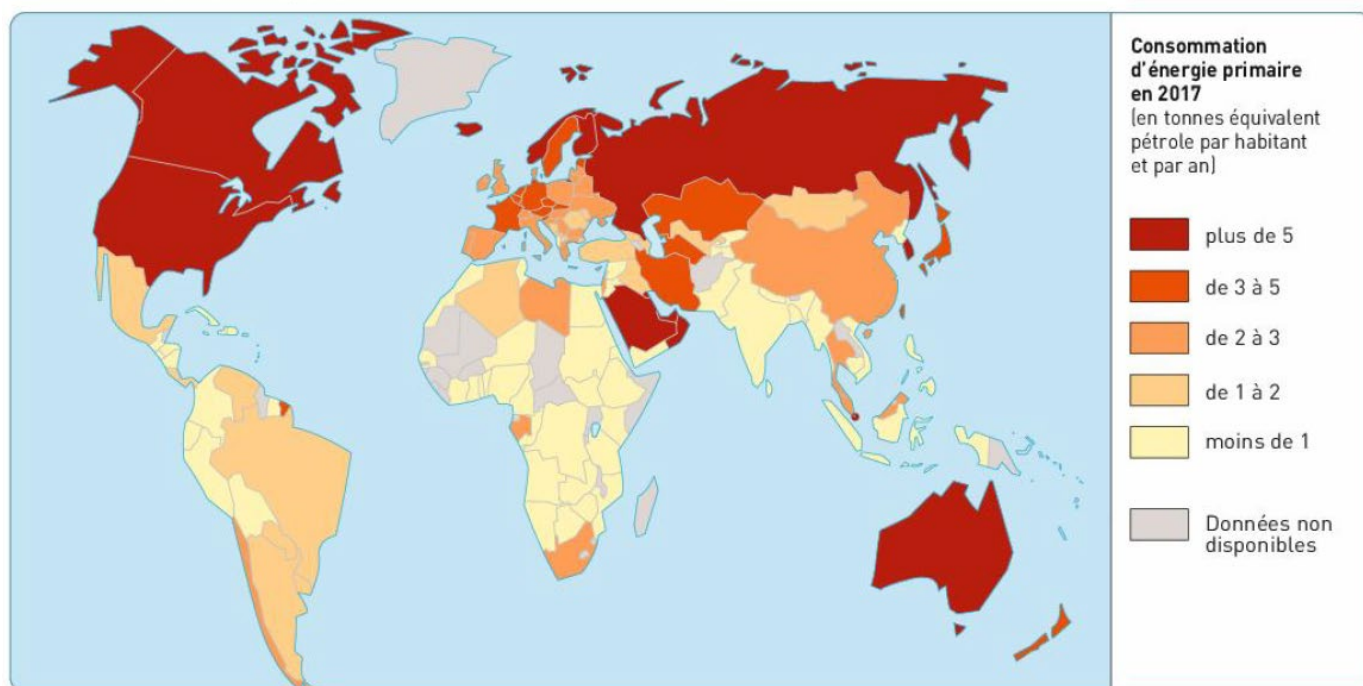 Consommation
d'énergie primaire
en 2017
(en tonnes équivalent
pétrole par habitant
et par an)
plus de 5
de 3 à 5
de 2 à 3
de 1 à 2
moins de 1
Données non
disponibles